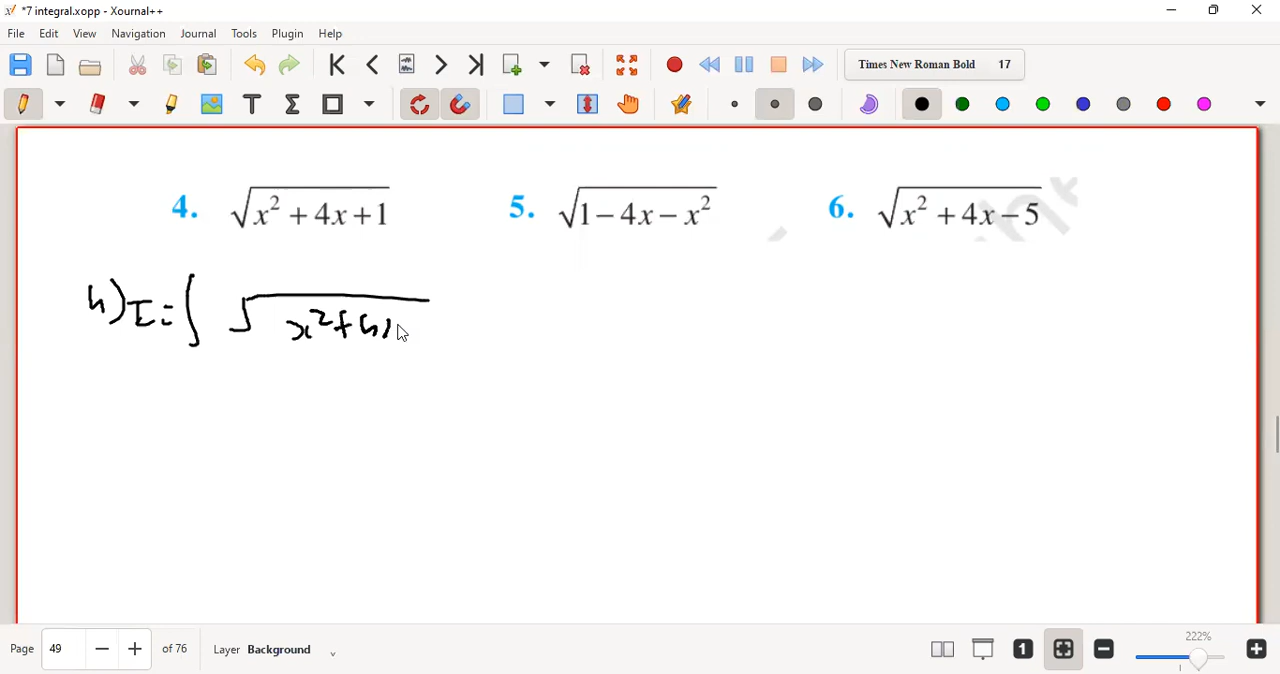 *7 integral.xopp - Xournal++
File Edit View Navigation Journal Tools Plugin Help
Times New Roman Bold 17
4. √(x² + 4x + 1) 5. √(1 − 4x − x²) 6. √(x² + 4x − 5)
4) I = ∫ √(x² + 4x
Page 49 of 76 Layer Background 222%